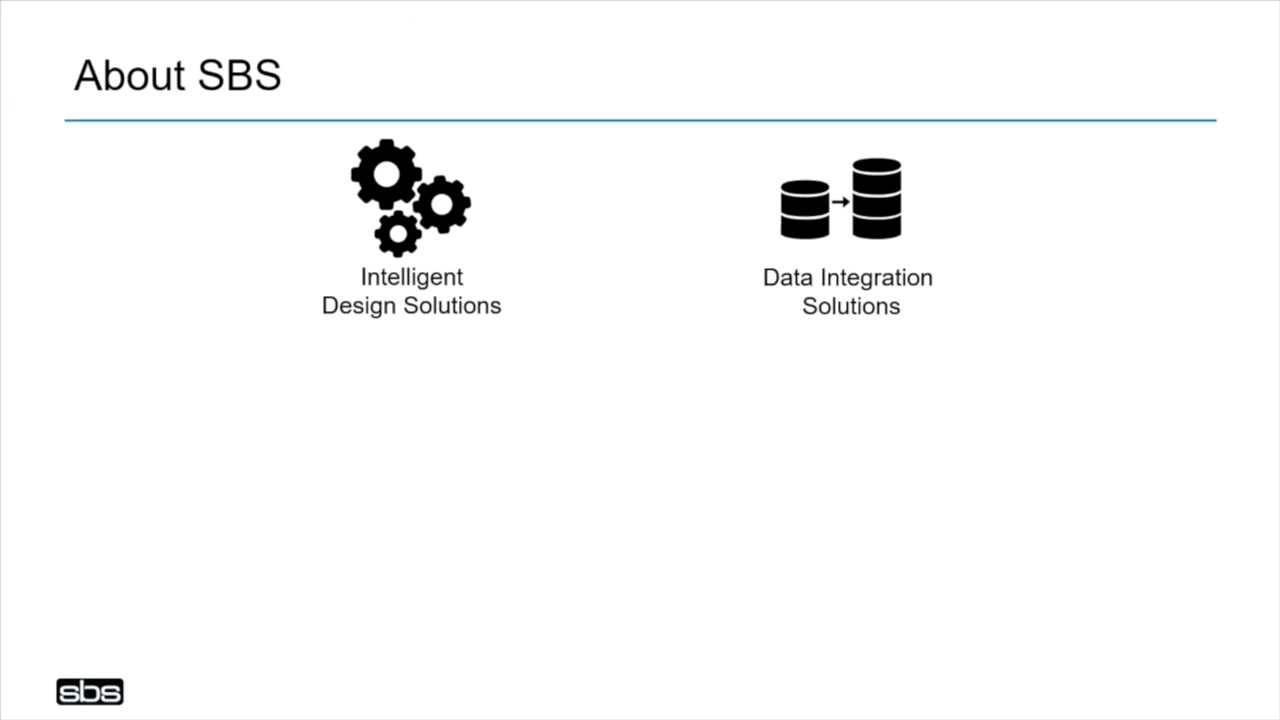 About SBS
Intelligent
Design Solutions
Data Integration
Solutions
sbs